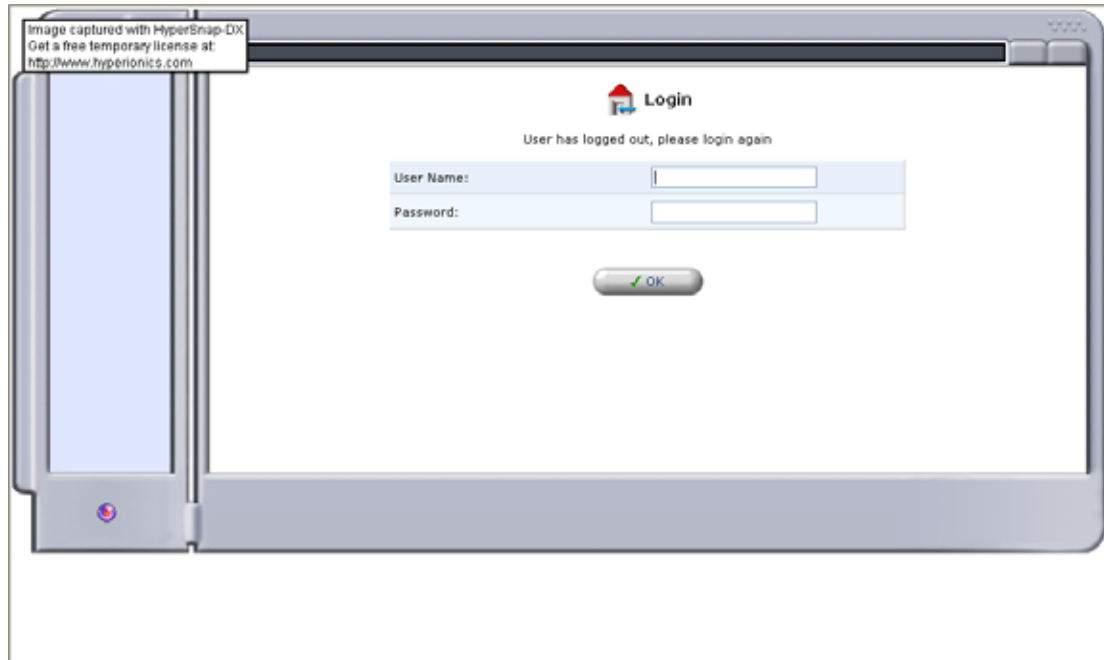 Image captured with HyperSnap-DX
Get a free temporary license at:
http://www.hyperionics.com
Login
User has logged out, please login again
User Name:
Password:
OK